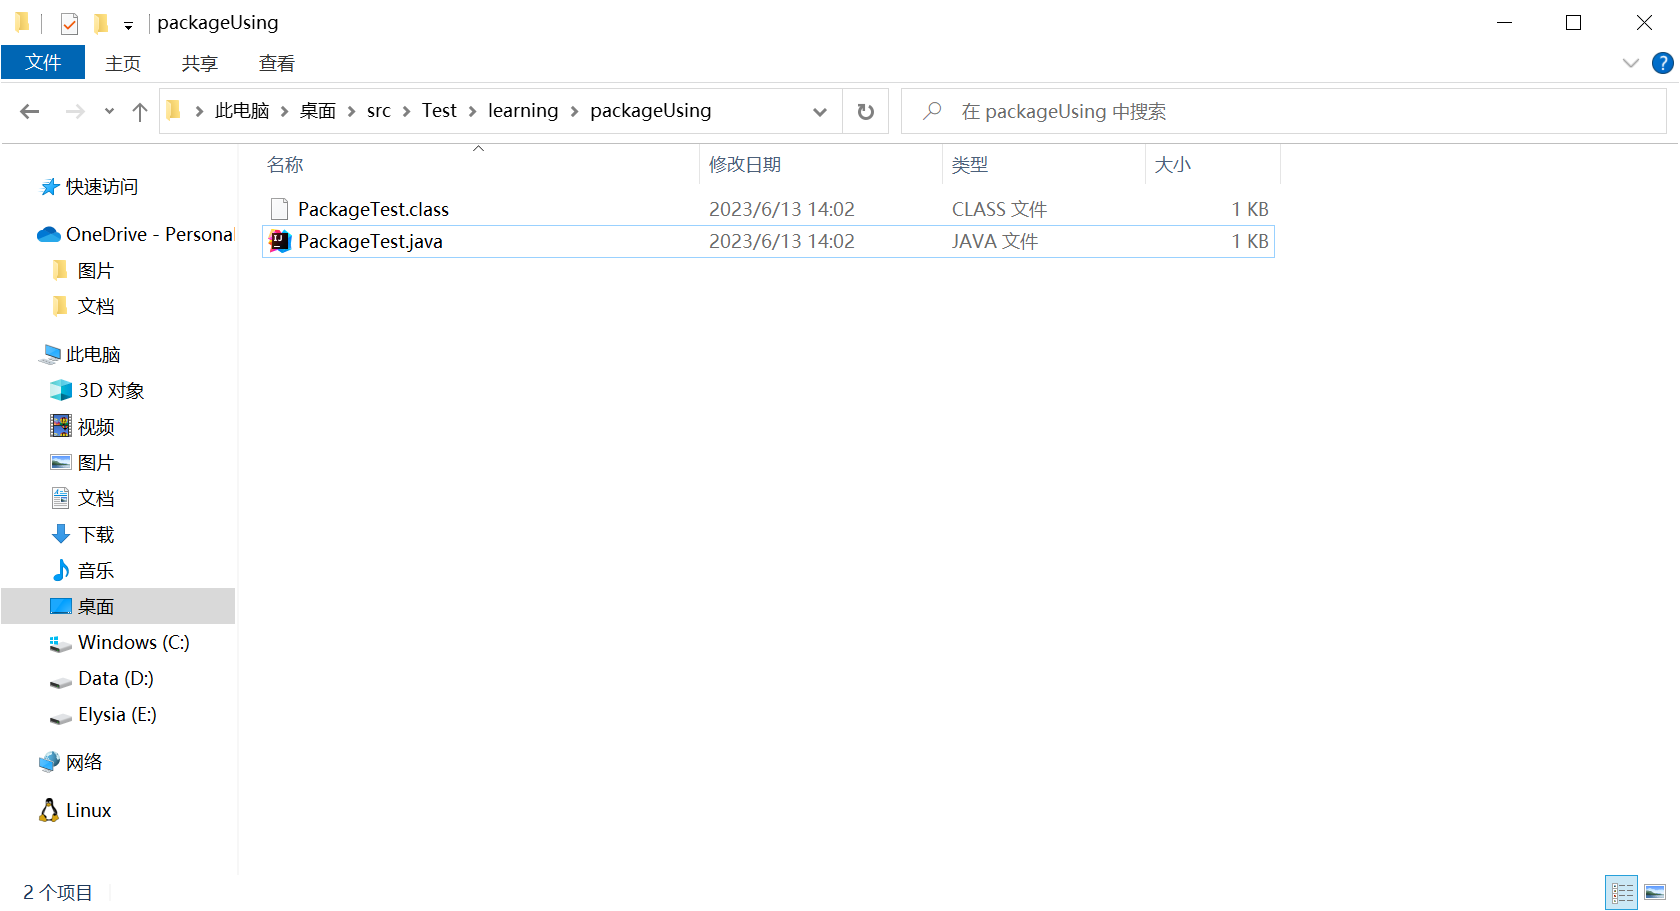 packageUsing
文件 主页 共享 查看
此电脑 桌面 src Test learning packageUsing 在 packageUsing 中搜索
名称 修改日期 类型 大小
PackageTest.class 2023/6/13 14:02 CLASS 文件 1 KB
PackageTest.java 2023/6/13 14:02 JAVA 文件 1 KB
快速访问
OneDrive - Personal
图片
文档
此电脑
3D 对象
视频
图片
文档
下载
音乐
桌面
Windows (C:)
Data (D:)
Elysia (E:)
网络
Linux
2 个项目